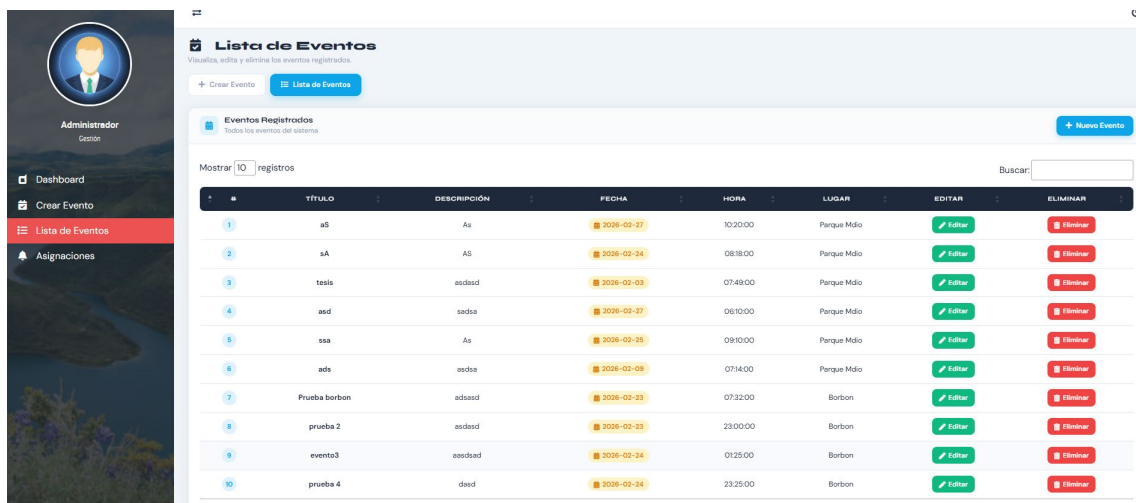 Administrador
Gestión
Dashboard
Crear Evento
Lista de Eventos
Asignaciones
Lista de Eventos
Visualiza, edita y elimina los eventos registrados.
+ Crear Evento Lista de Eventos
Eventos Registrados
Todos los eventos del sistema
+ Nuevo Evento
Mostrar 10 registros
Buscar:
# TÍTULO DESCRIPCIÓN FECHA HORA LUGAR EDITAR ELIMINAR
1 aS As 2026-02-27 10:20:00 Parque Mdio Editar Eliminar
2 sA AS 2026-02-24 08:18:00 Parque Mdio Editar Eliminar
3 tesis asdasd 2026-02-03 07:49:00 Parque Mdio Editar Eliminar
4 asd sadsa 2026-02-27 06:10:00 Parque Mdio Editar Eliminar
5 ssa As 2026-02-25 09:10:00 Parque Mdio Editar Eliminar
6 ads asdsa 2026-02-09 07:14:00 Parque Mdio Editar Eliminar
7 Prueba borbon adsasd 2026-02-23 07:32:00 Borbon Editar Eliminar
8 prueba 2 asdasd 2026-02-23 23:00:00 Borbon Editar Eliminar
9 evento3 aasdsad 2026-02-24 01:25:00 Borbon Editar Eliminar
10 prueba 4 dasd 2026-02-24 23:25:00 Borbon Editar Eliminar